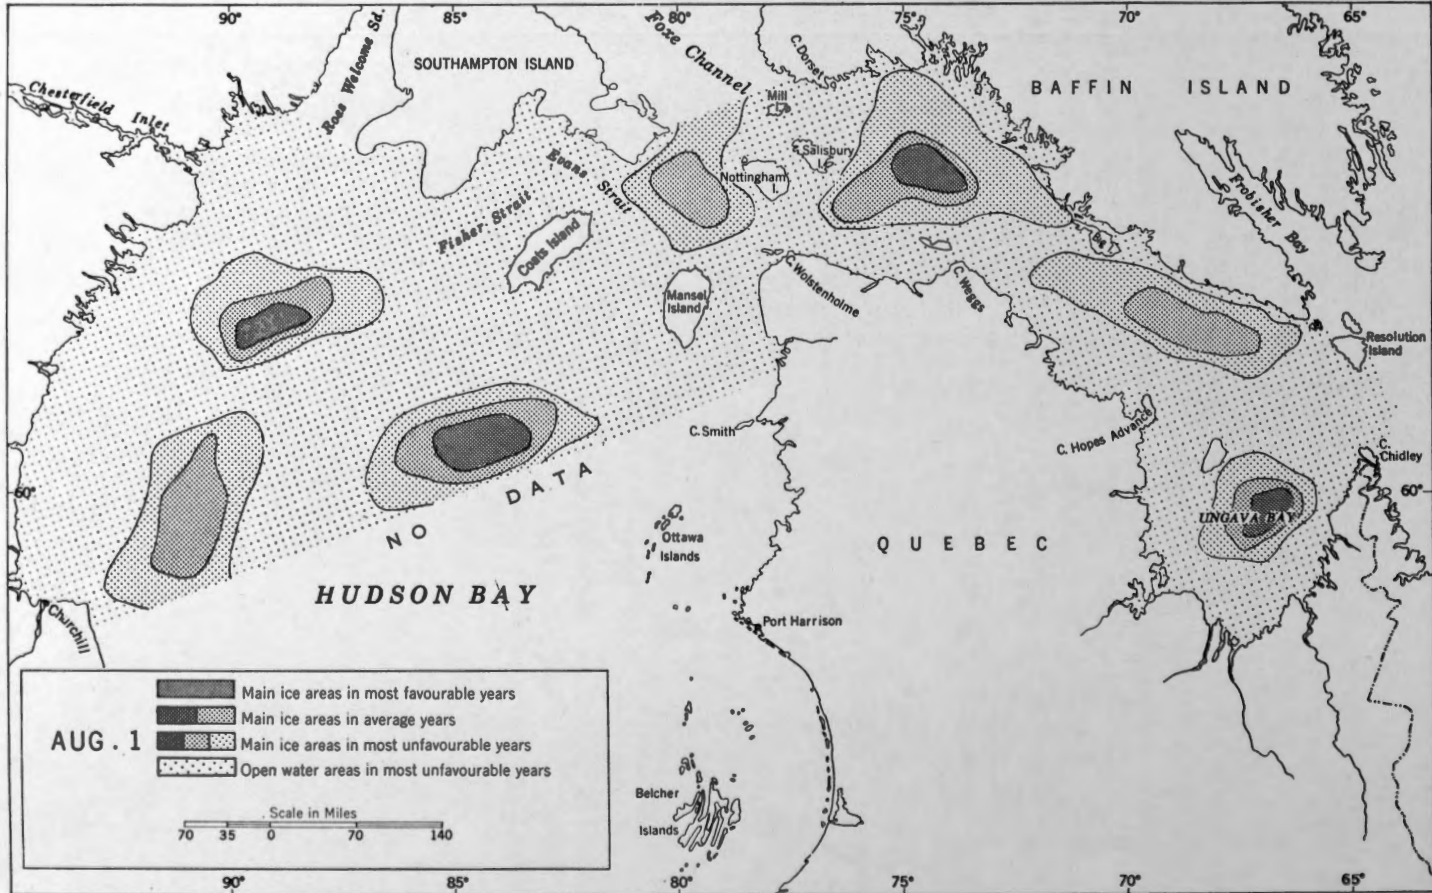 90°
85°
80°
75°
70°
65°
Roes Welcome Sd.
SOUTHAMPTON ISLAND
Foxe Channel
C. Dorset
BAFFIN ISLAND
Chesterfield Inlet
Mill I.
Salisbury I.
Nottingham I.
Evans Strait
Fisher Strait
Frobisher Bay
Coats Island
C. Wolstenholme
C. Weggs
Mansel
Island
Resolution
Island
C. Smith
C. Hopes Advance
C.
Chidley
NO DATA
60°
60°
UNGAVA BAY
Ottawa
Islands
QUEBEC
HUDSON BAY
Churchill
Port Harrison
AUG. 1
Main ice areas in most favourable years
Main ice areas in average years
Main ice areas in most unfavourable years
Open water areas in most unfavourable years
Scale in Miles
70 35 0 70 140
Belcher
Islands
90°
85°
80°
75°
70°
65°